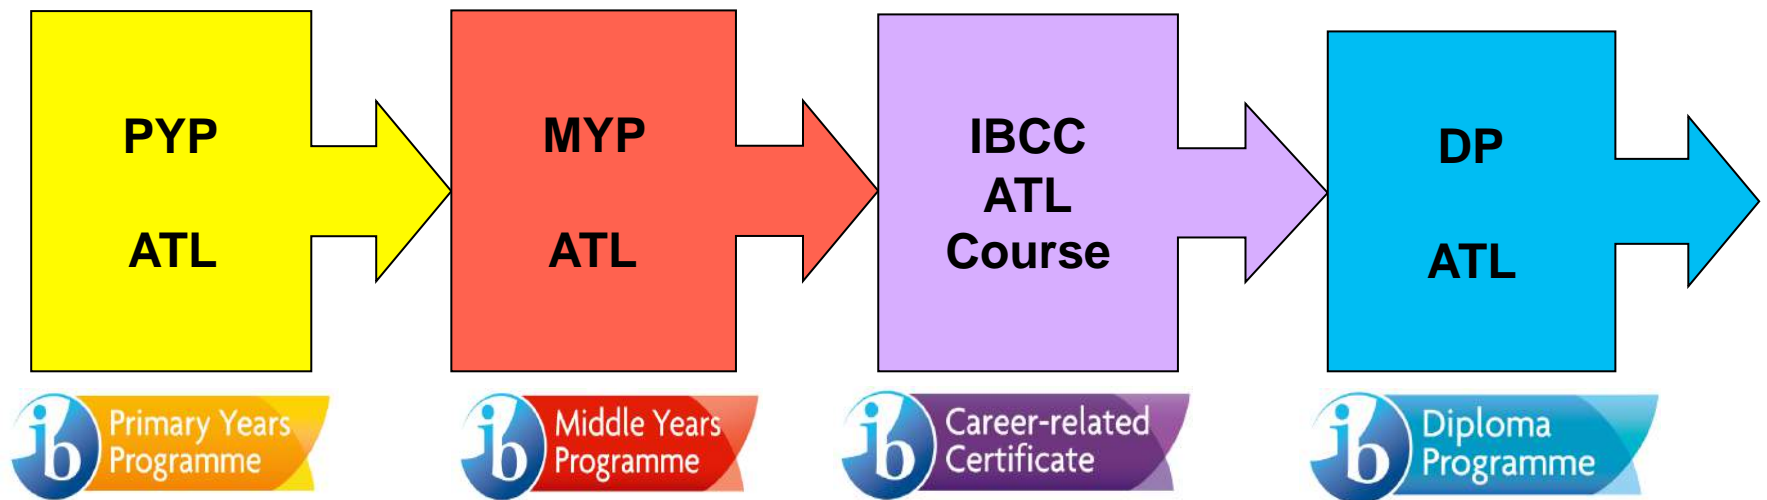 PYP
ATL
MYP
ATL
IBCC
ATL
Course
DP
ATL
ib Primary Years
Programme
ib Middle Years
Programme
ib Career-related
Certificate
ib Diploma
Programme